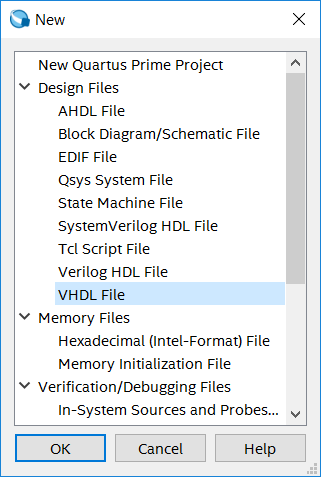 New
New Quartus Prime Project
Design Files
AHDL File
Block Diagram/Schematic File
EDIF File
Qsys System File
State Machine File
SystemVerilog HDL File
Tcl Script File
Verilog HDL File
VHDL File
Memory Files
Hexadecimal (Intel-Format) File
Memory Initialization File
Verification/Debugging Files
In-System Sources and Probes...
OK Cancel Help